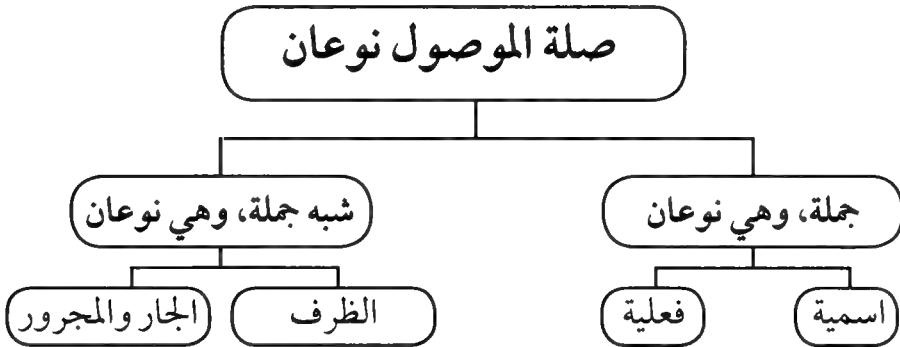 صلة الموصول نوعان
جملة، وهي نوعان
شبه جملة، وهي نوعان
اسمية
فعلية
الظرف
الجار والمجرور